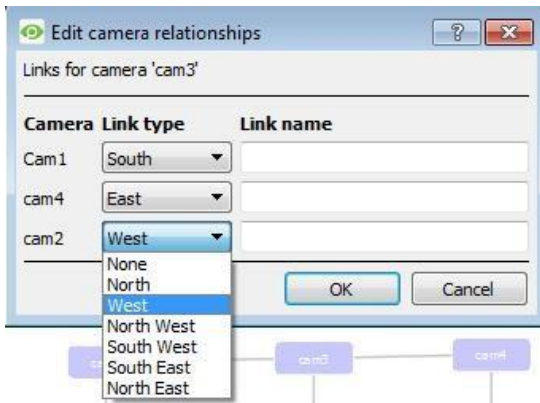 Edit camera relationships
Links for camera 'cam3'
Camera Link type Link name
Cam1 South
cam4 East
cam2 West
None
North
West
North West
South West
South East
North East
OK Cancel
cam3 cam4